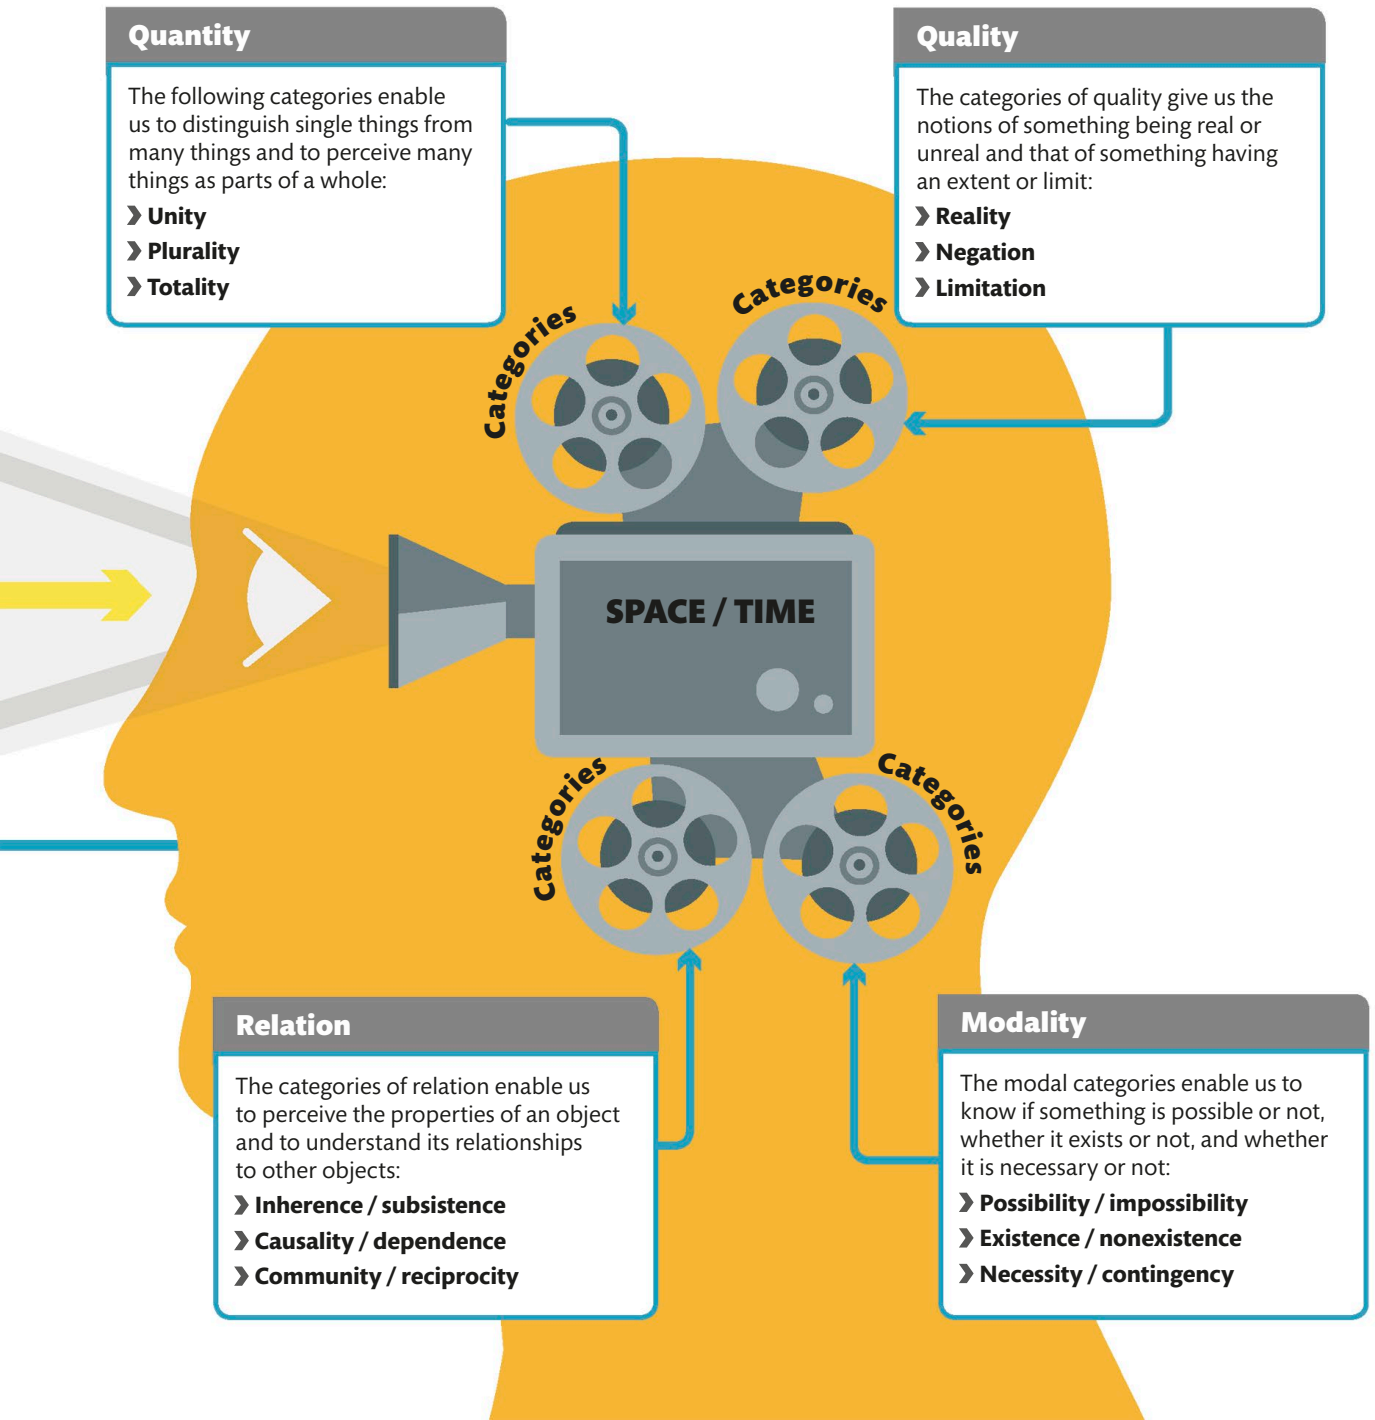 Quantity
The following categories enable
us to distinguish single things from
many things and to perceive many
things as parts of a whole:
❯ Unity
❯ Plurality
❯ Totality
Quality
The categories of quality give us the
notions of something being real or
unreal and that of something having
an extent or limit:
❯ Reality
❯ Negation
❯ Limitation
Categories
Categories
SPACE / TIME
Categories
Categories
Relation
The categories of relation enable us
to perceive the properties of an object
and to understand its relationships
to other objects:
❯ Inherence / subsistence
❯ Causality / dependence
❯ Community / reciprocity
Modality
The modal categories enable us to
know if something is possible or not,
whether it exists or not, and whether
it is necessary or not:
❯ Possibility / impossibility
❯ Existence / nonexistence
❯ Necessity / contingency